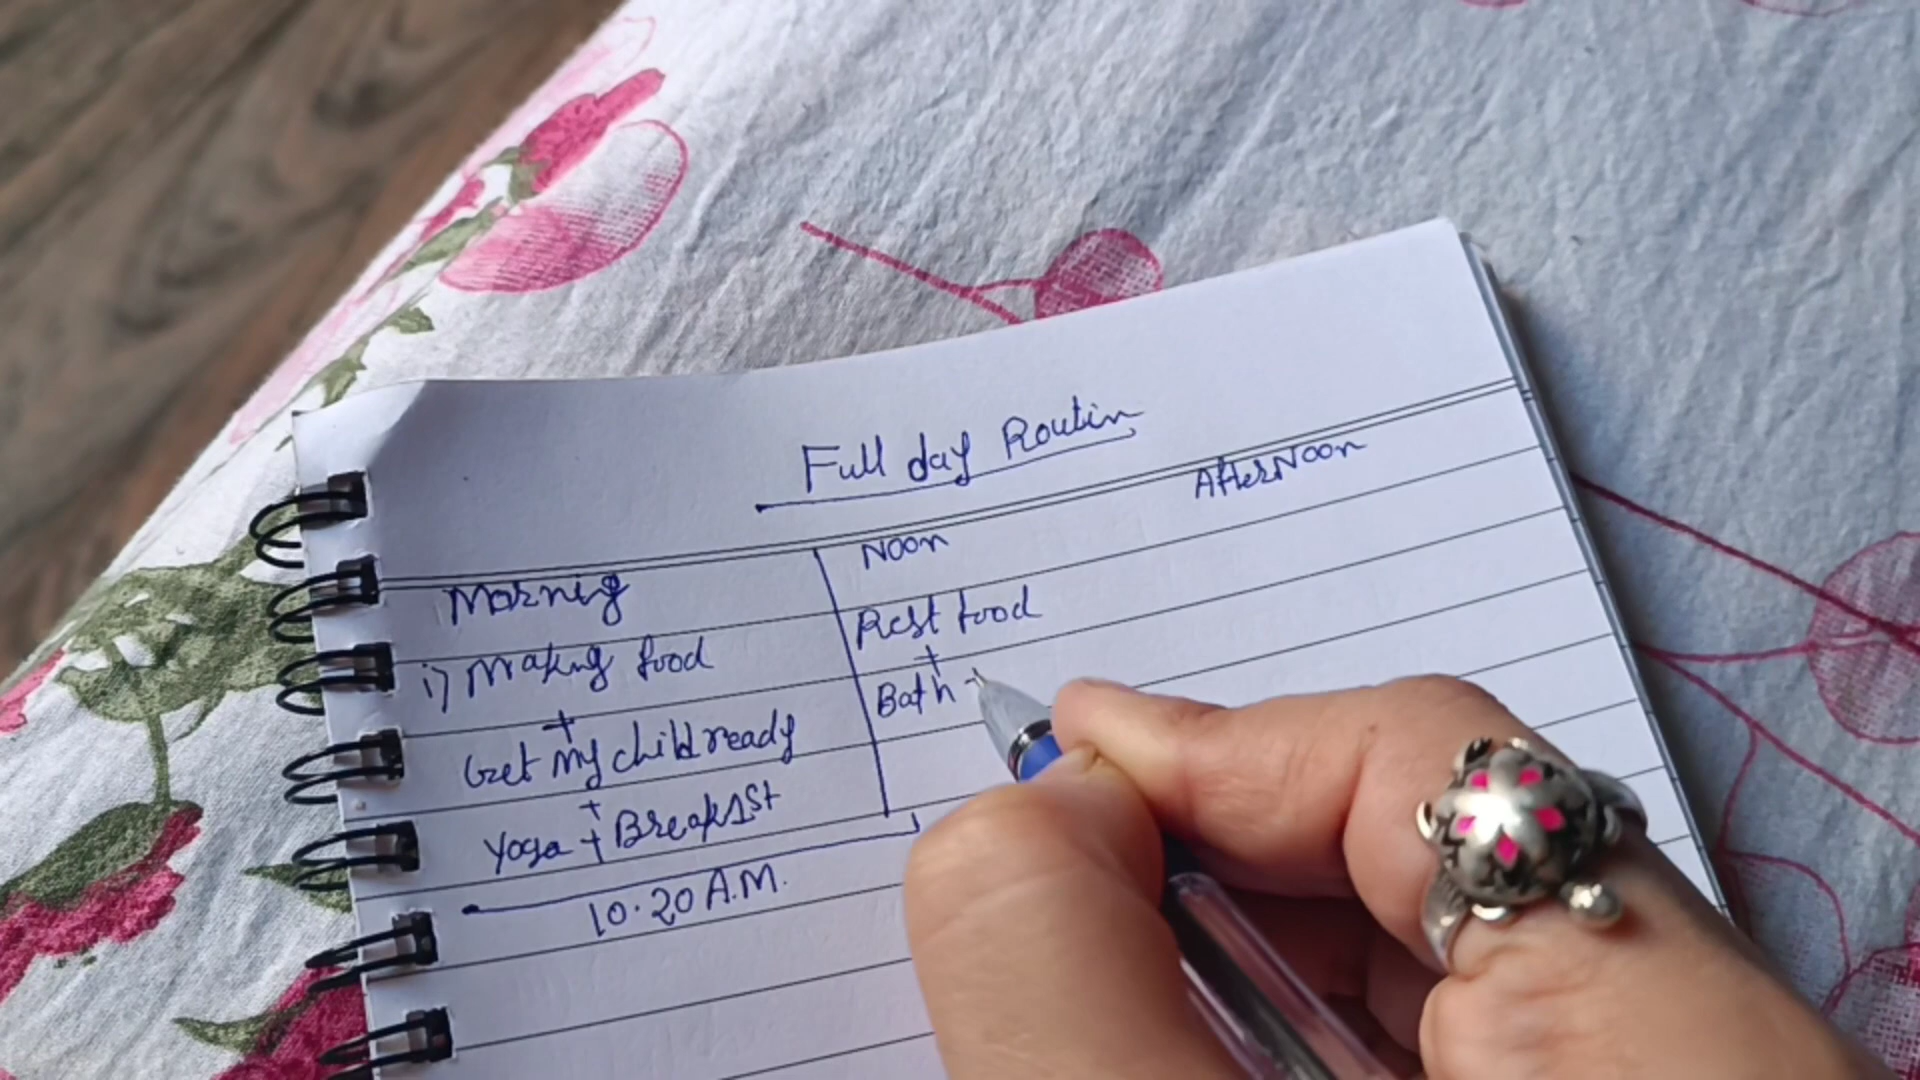 Full day Routin
Morning
Noon
AfterNoon
i) Making food
+
Get my child ready
+
Yoga + Break1st
10.20 A.M.
Rest food
+
Bath -